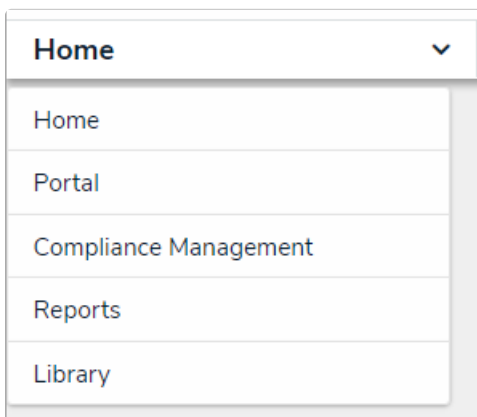 Home
Home
Portal
Compliance Management
Reports
Library